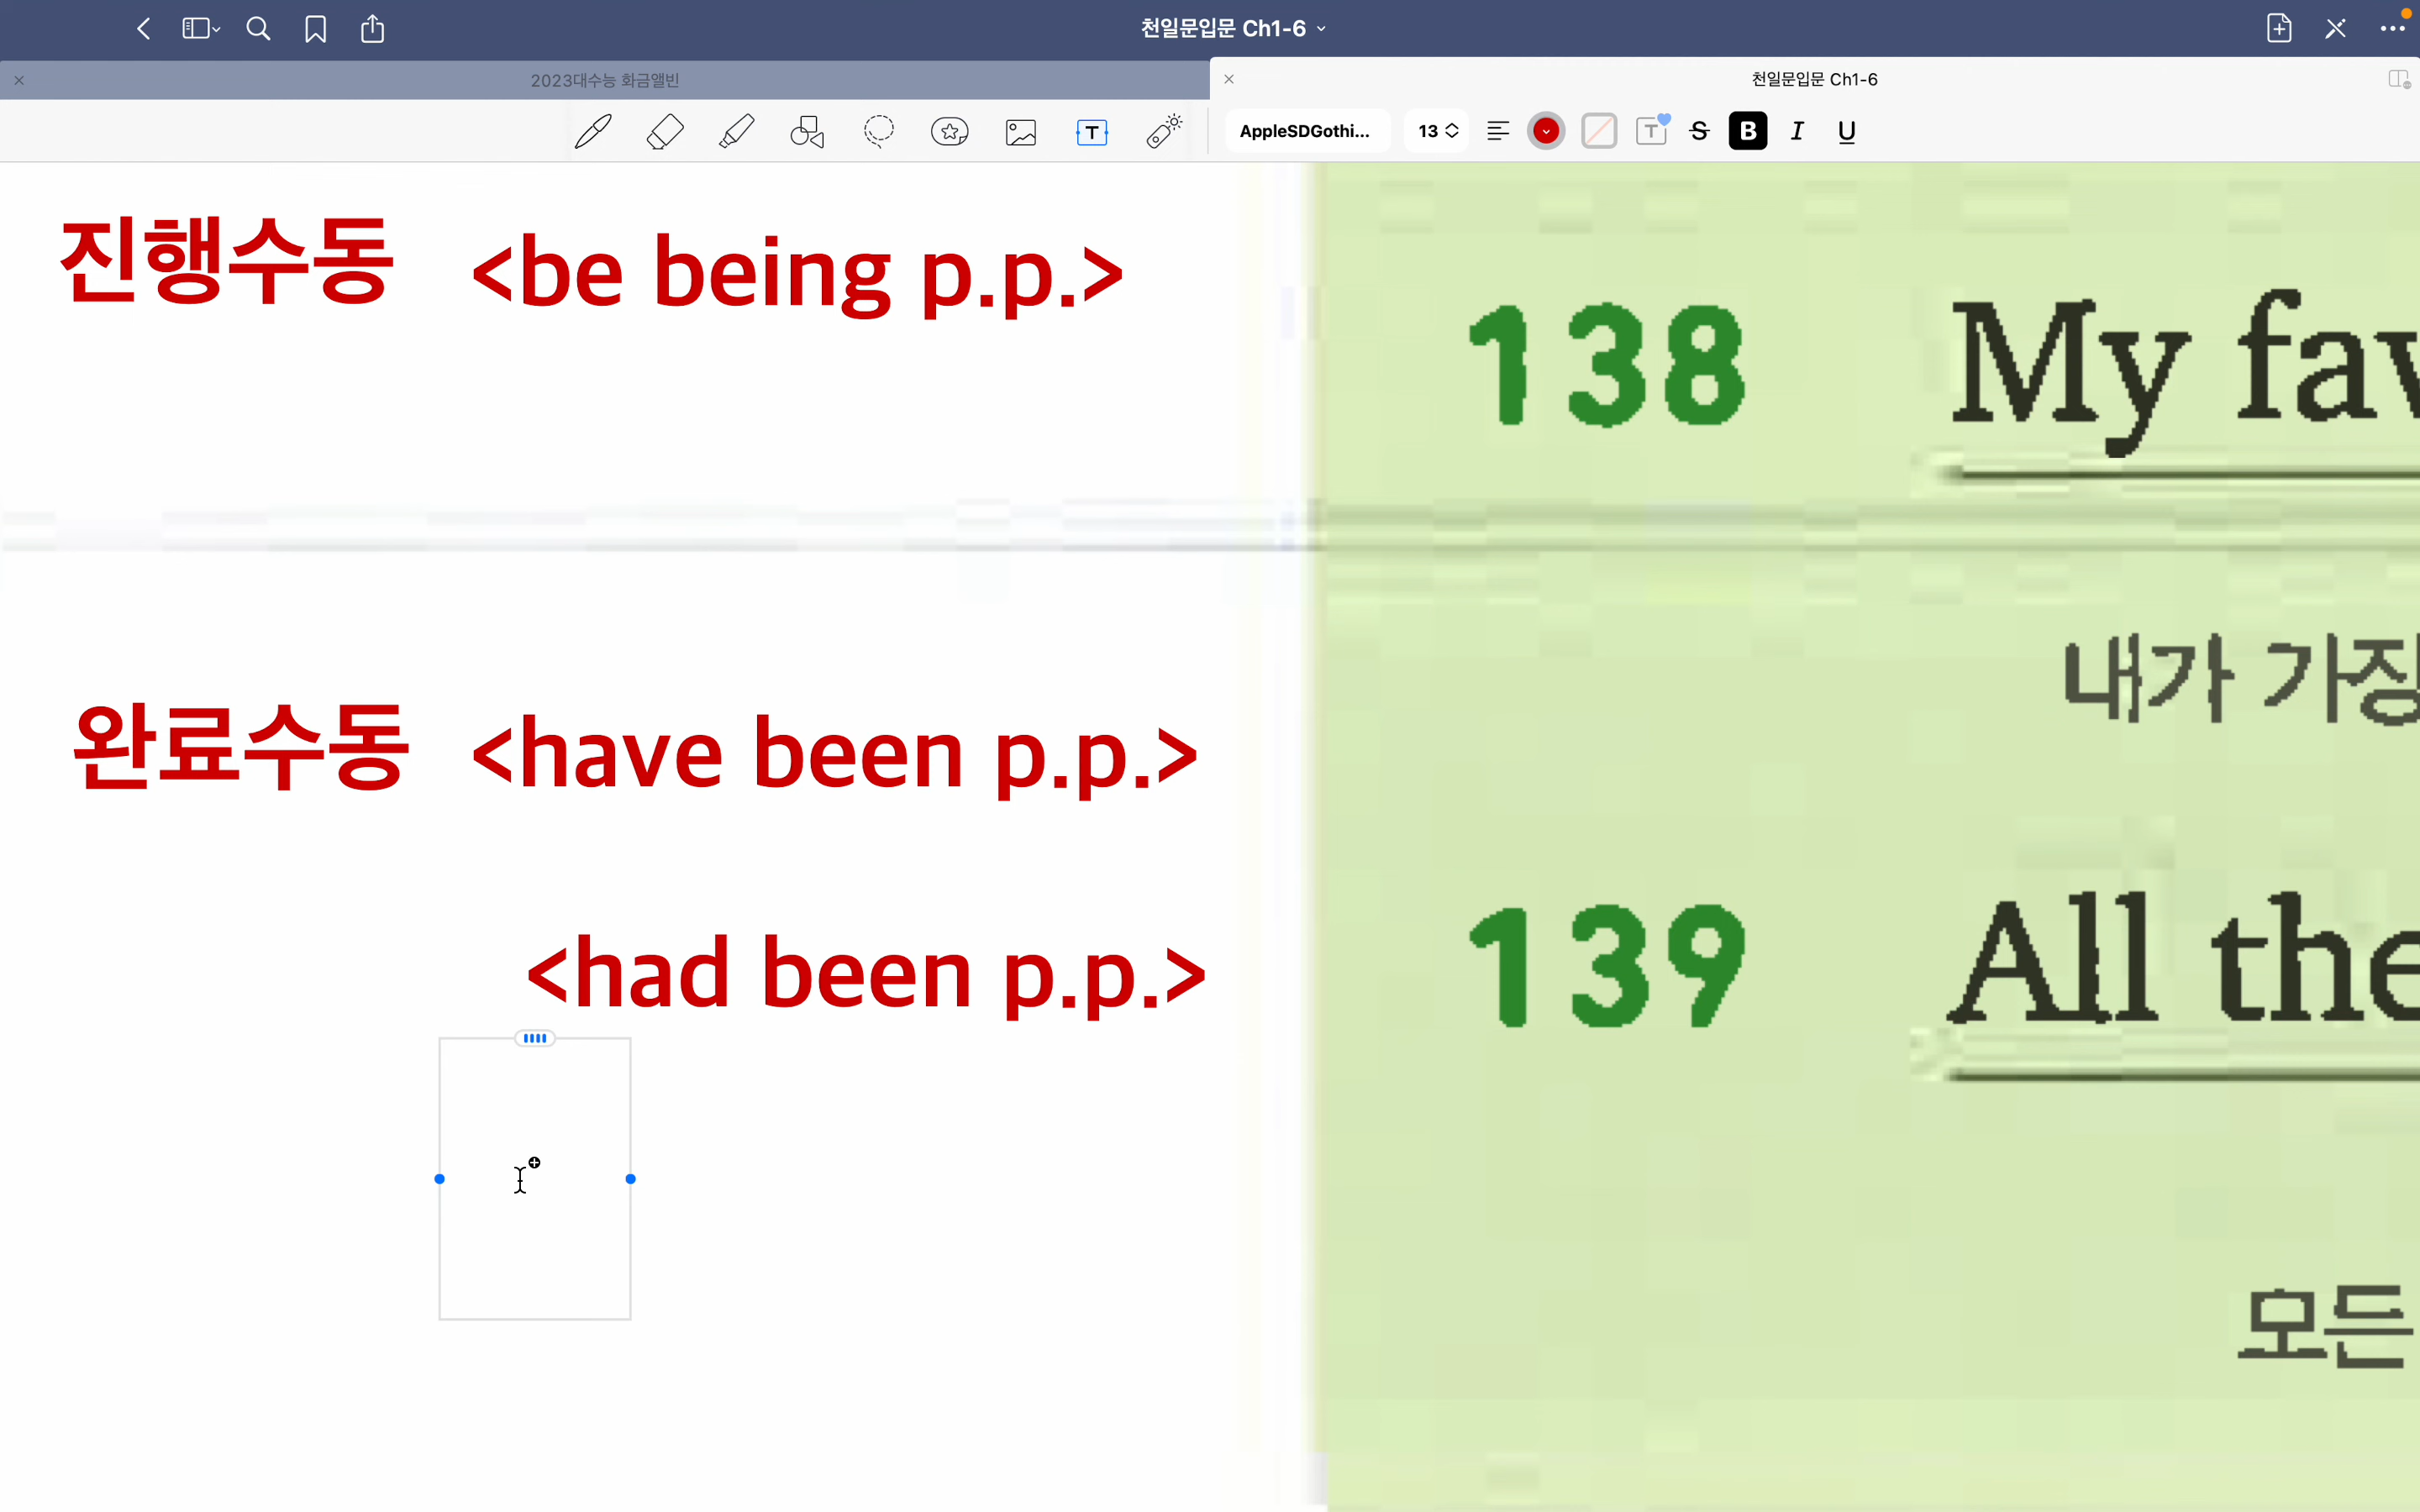 천일문입문 Ch1-6
2023대수능 화금앨빈
천일문입문 Ch1-6
AppleSDGothi...
13
T
S
B
I
U
진행수동 <be being p.p.>
138 My fav
내가 가장
완료수동 <have been p.p.>
<had been p.p.>
139 All the
모든